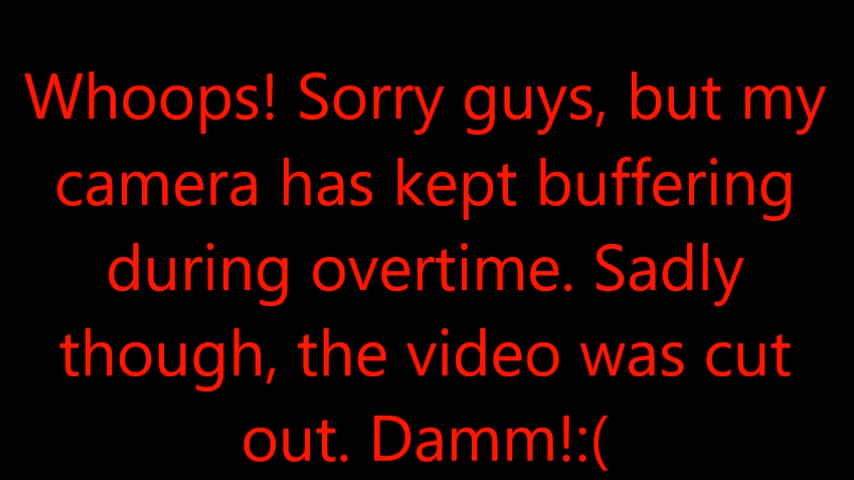 Whoops! Sorry guys, but my
camera has kept buffering
during overtime. Sadly
though, the video was cut
out. Damm!:(